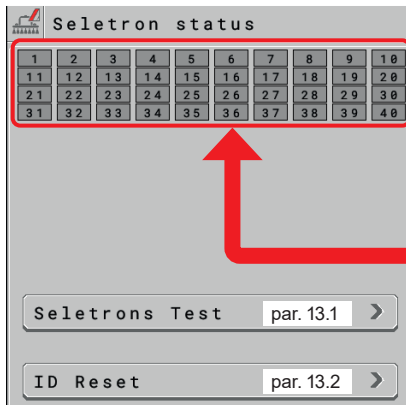 Seletron status
1 2 3 4 5 6 7 8 9 10
11 12 13 14 15 16 17 18 19 20
21 22 23 24 25 26 27 28 29 30
31 32 33 34 35 36 37 38 39 40
Seletrons Test par. 13.1
ID Reset par. 13.2